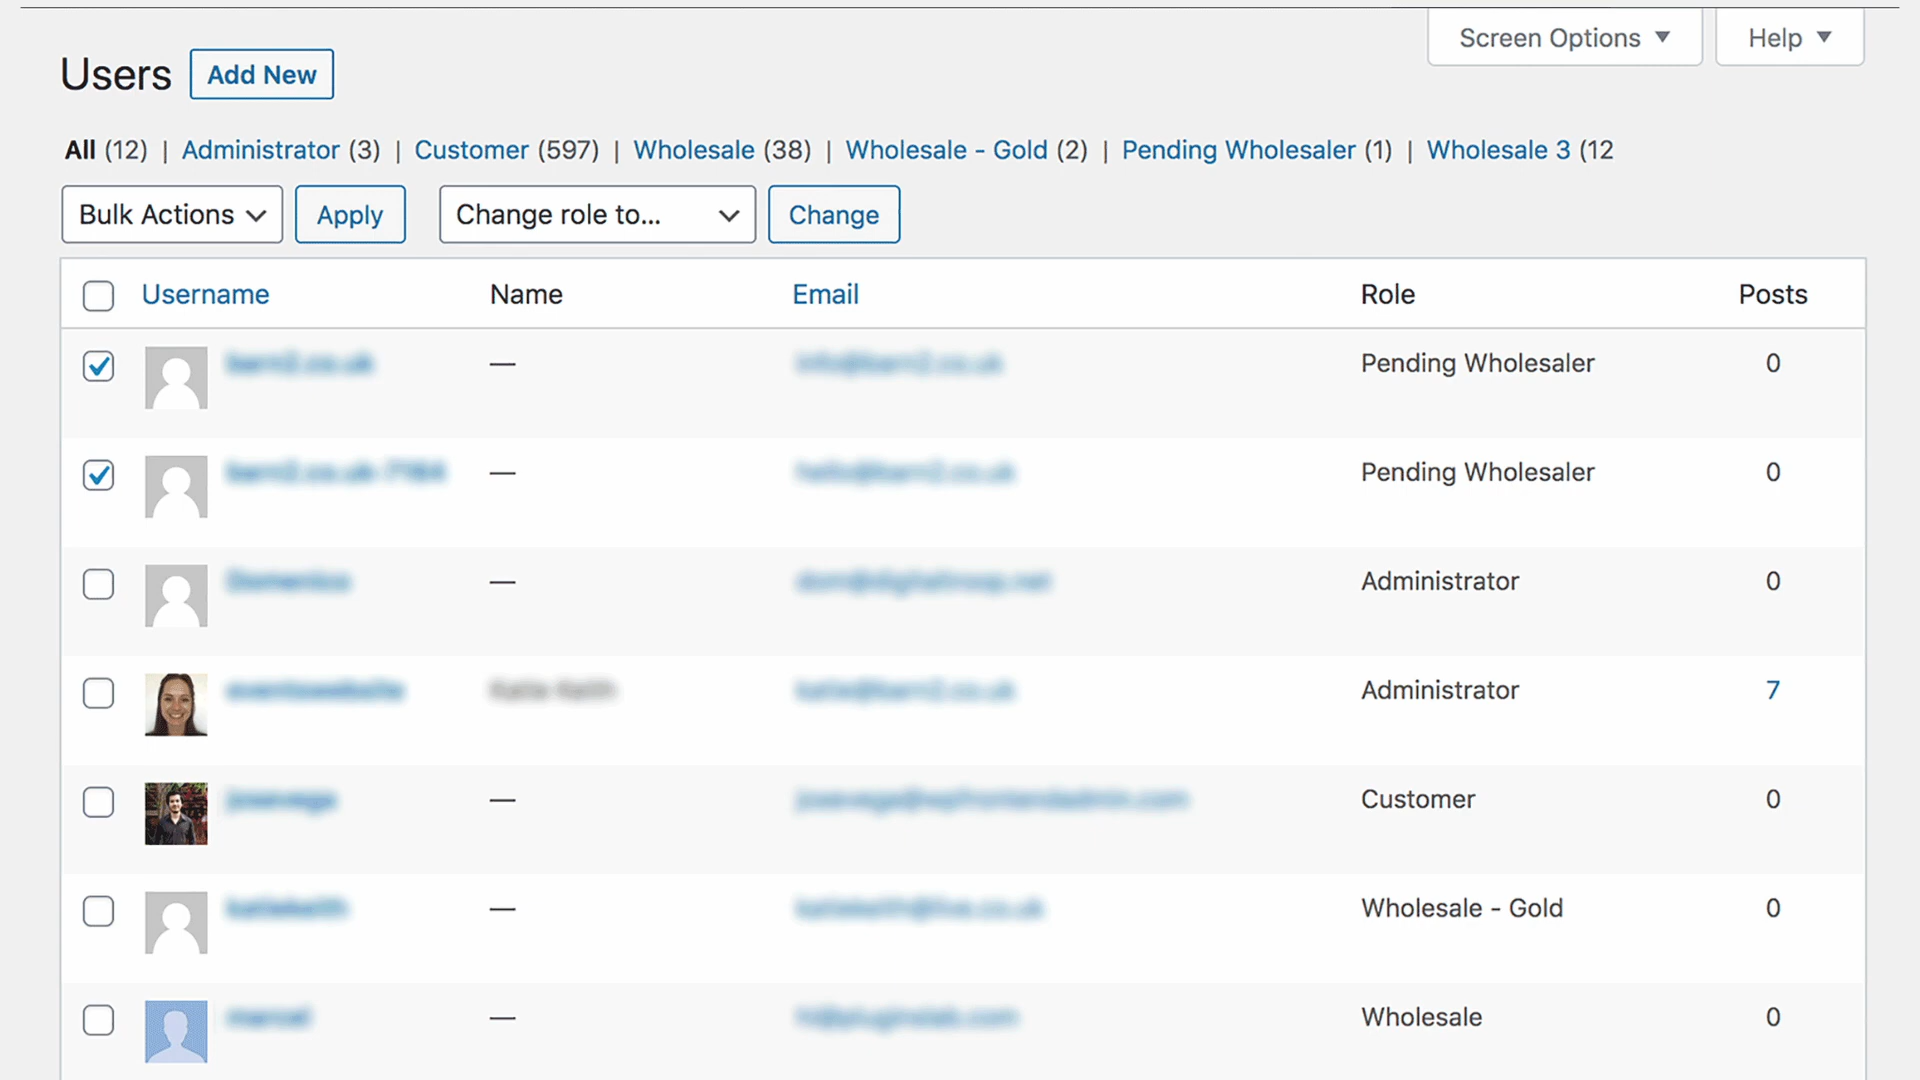 Screen Options Help
Users Add New
All (12) | Administrator (3) | Customer (597) | Wholesale (38) | Wholesale - Gold (2) | Pending Wholesaler (1) | Wholesale 3 (12
Bulk Actions Apply Change role to... Change
Username Name Email Role Posts
— Pending Wholesaler 0
— Pending Wholesaler 0
— Administrator 0
Administrator 7
— Customer 0
— Wholesale - Gold 0
— Wholesale 0